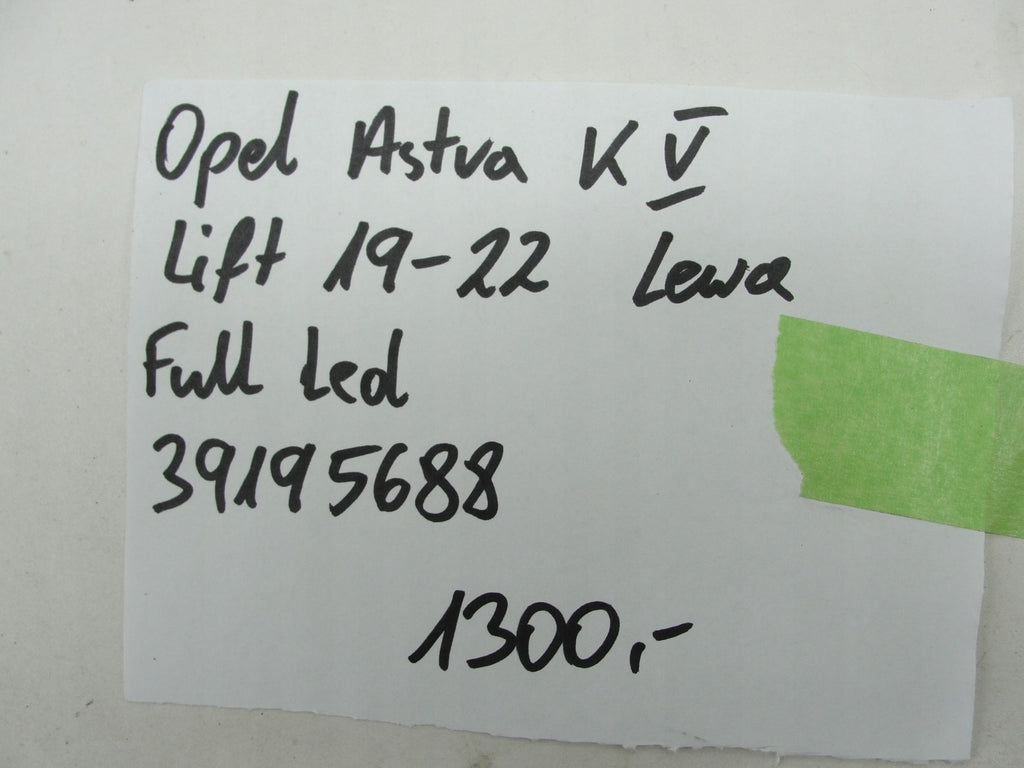 Opel Astra K V
Lift 19-22 Lewa
Full Led
39195688
1300,-